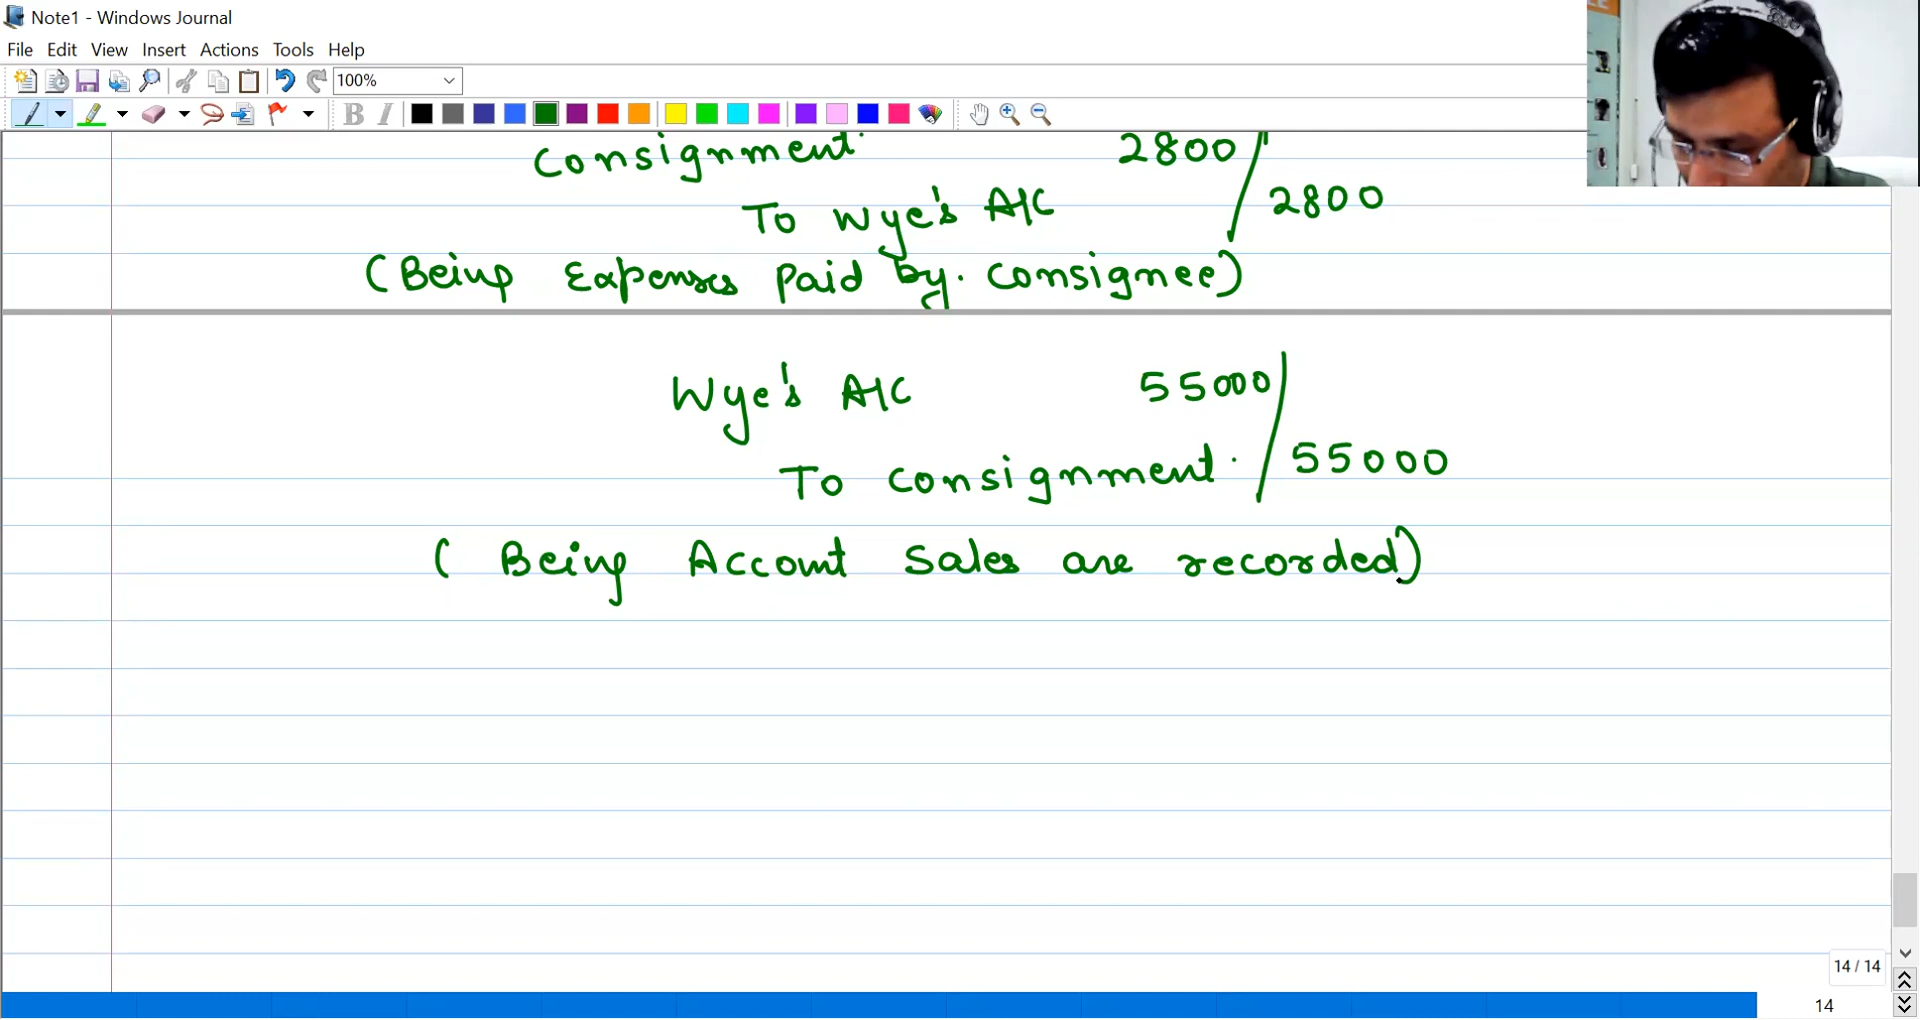 Note1 - Windows Journal
File Edit View Insert Actions Tools Help
100%
B I
Consignment 2800
To Wye's A/C 2800
(Being Expenses Paid by. Consignee)
Wye's A/C 55000
To Consignment 55000
( Being Account Sales are recorded)
14 / 14
14